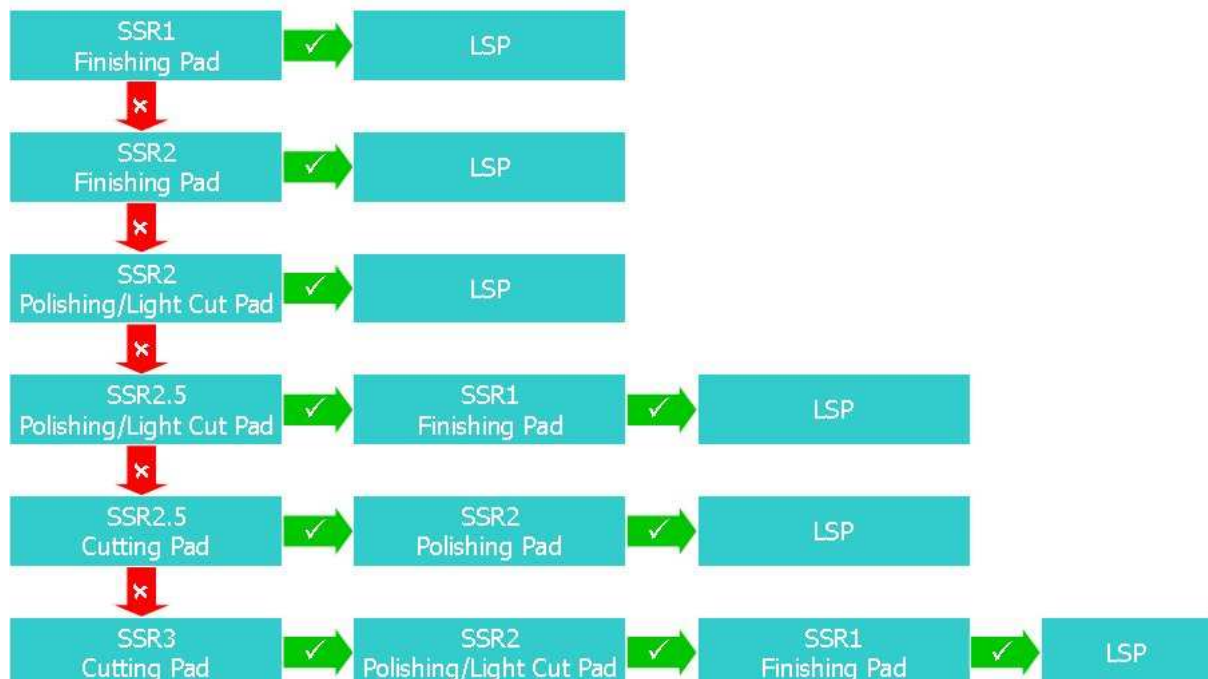 SSR1
Finishing Pad
LSP
SSR2
Finishing Pad
LSP
SSR2
Polishing/Light Cut Pad
LSP
SSR2.5
Polishing/Light Cut Pad
SSR1
Finishing Pad
LSP
SSR2.5
Cutting Pad
SSR2
Polishing Pad
LSP
SSR3
Cutting Pad
SSR2
Polishing/Light Cut Pad
SSR1
Finishing Pad
LSP